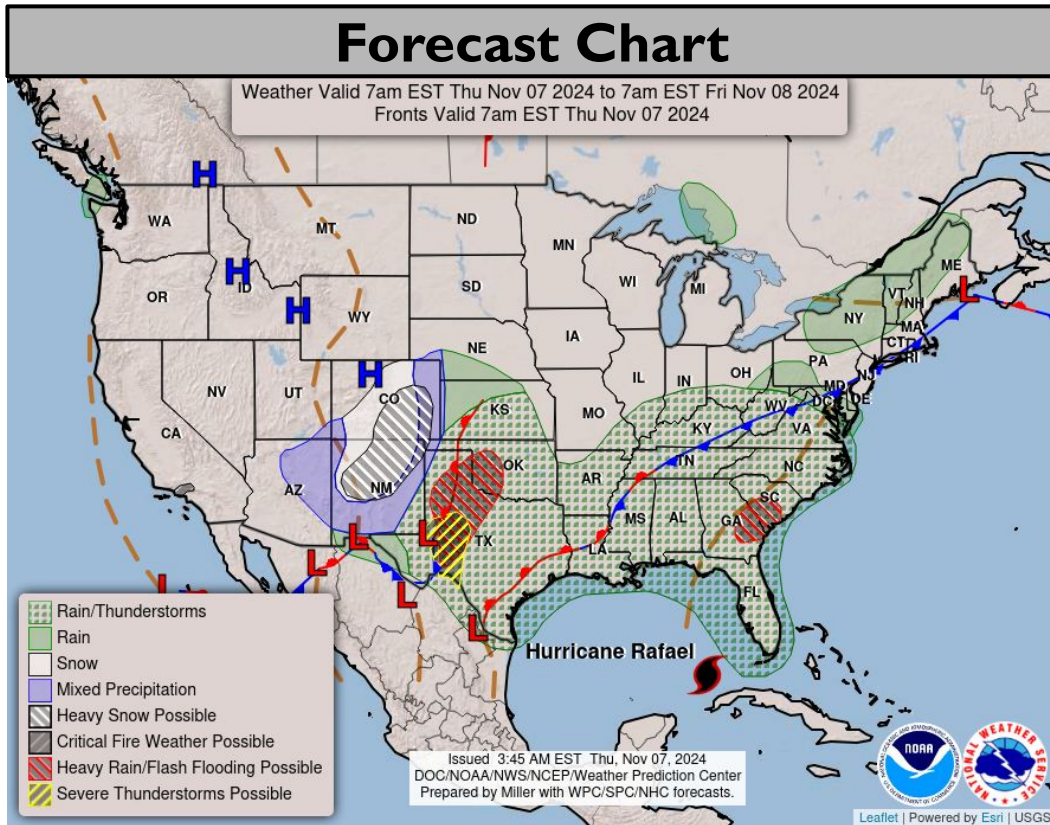 Forecast Chart
Weather Valid 7am EST Thu Nov 07 2024 to 7am EST Fri Nov 08 2024
Fronts Valid 7am EST Thu Nov 07 2024
H
WA
MT
ND
MN
ME
H
ID
OR
SD
WI
MI
VT
NH
L
H
WY
NY
MA
IA
NE
CT
RI
PA
H
NV
UT
CO
IL
IN
OH
NJ
MD
DE
DC
KS
MO
WV
VA
CA
KY
TN
NC
AZ
NM
OK
AR
SC
MS
AL
GA
L
L
TX
LA
L
L
L
FL
L
Hurricane Rafael
Rain/Thunderstorms
Rain
Snow
Mixed Precipitation
Heavy Snow Possible
Critical Fire Weather Possible
Heavy Rain/Flash Flooding Possible
Severe Thunderstorms Possible
Issued 3:45 AM EST Thu, Nov 07, 2024
DOC/NOAA/NWS/NCEP/Weather Prediction Center
Prepared by Miller with WPC/SPC/NHC forecasts.
NOAA
NATIONAL WEATHER SERVICE
Leaflet | Powered by Esri | USGS